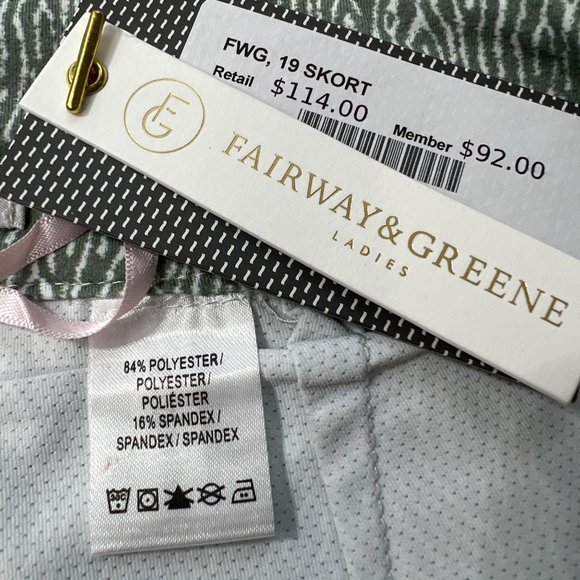 FWG, 19 SKORT
Retail $114.00
Member $92.00
FG
FAIRWAY & GREENE
LADIES
84% POLYESTER/
POLYESTER/
POLIÉSTER
16% SPANDEX/
SPANDEX / SPANDEX
30C